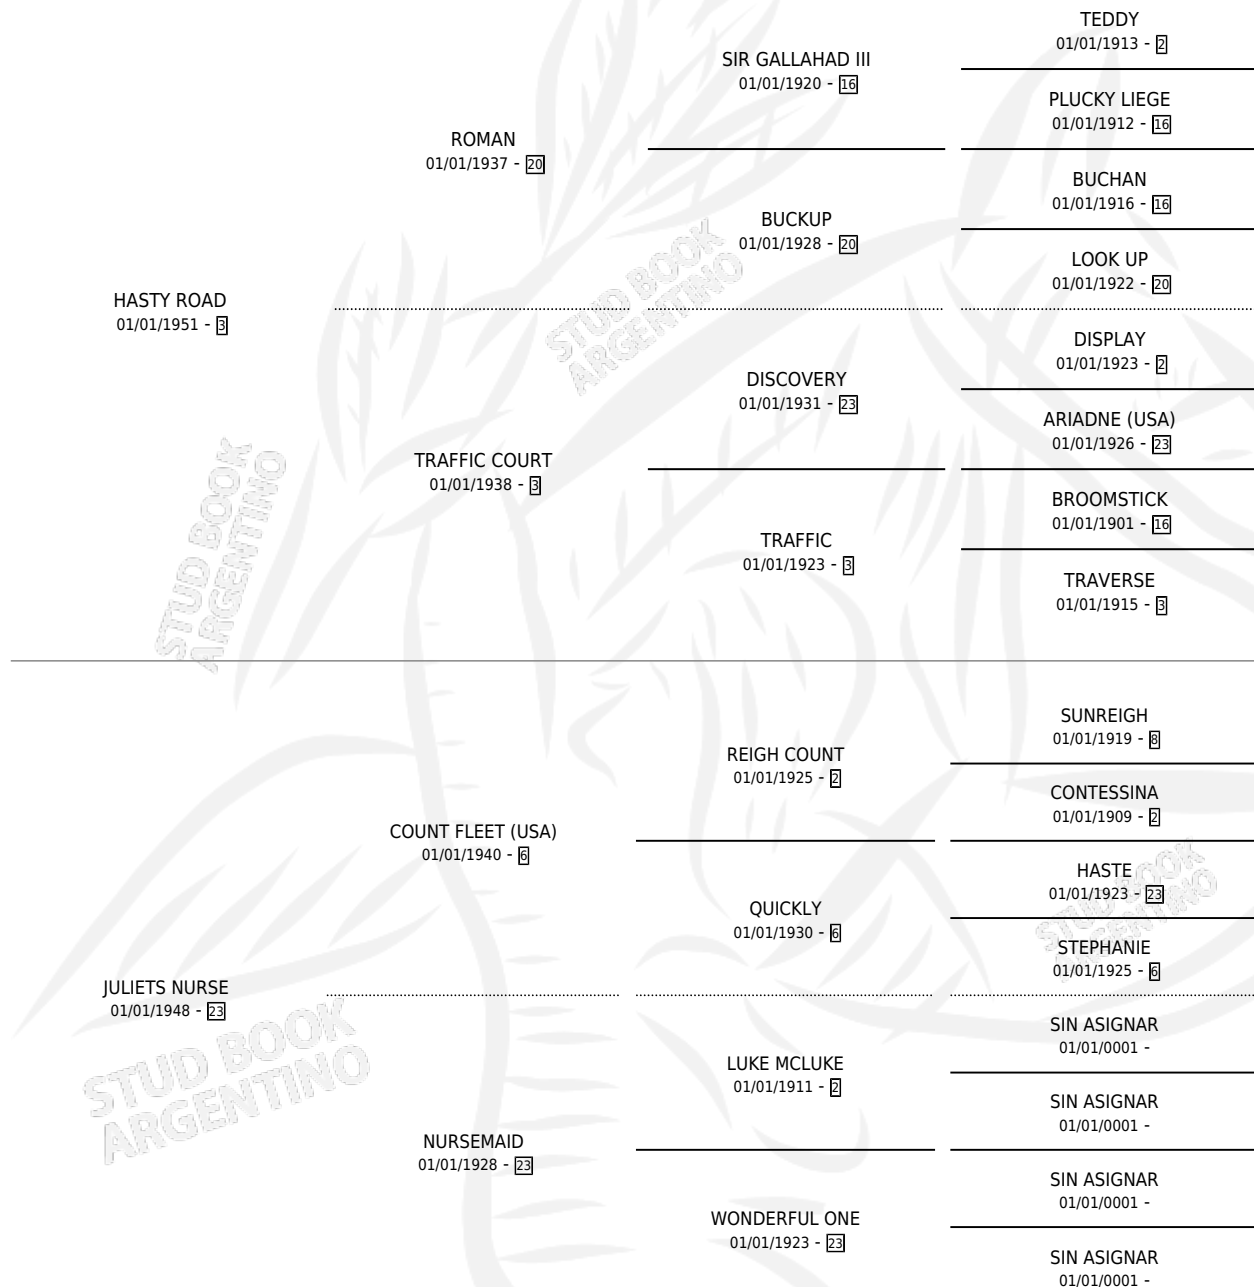 TEDDY
01/01/1913 - 2
SIR GALLAHAD III
01/01/1920 - 16
PLUCKY LIEGE
01/01/1912 - 16
ROMAN
01/01/1937 - 20
BUCHAN
01/01/1916 - 16
BUCKUP
01/01/1928 - 20
LOOK UP
01/01/1922 - 20
HASTY ROAD
01/01/1951 - 3
STUD BOOK
ARGENTINO
DISPLAY
01/01/1923 - 2
DISCOVERY
01/01/1931 - 23
ARIADNE (USA)
01/01/1926 - 23
TRAFFIC COURT
01/01/1938 - 3
BROOMSTICK
01/01/1901 - 16
TRAFFIC
01/01/1923 - 3
TRAVERSE
01/01/1915 - 3
STUD BOOK
ARGENTINO
SUNREIGH
01/01/1919 - 8
REIGH COUNT
01/01/1925 - 2
CONTESSINA
01/01/1909 - 2
COUNT FLEET (USA)
01/01/1940 - 6
HASTE
01/01/1923 - 23
QUICKLY
01/01/1930 - 6
STUD BOOK
ARGENTINO
STEPHANIE
01/01/1925 - 6
JULIETS NURSE
01/01/1948 - 23
SIN ASIGNAR
01/01/0001 -
LUKE MCLUKE
01/01/1911 - 2
STUD BOOK
ARGENTINO
SIN ASIGNAR
01/01/0001 -
NURSEMAID
01/01/1928 - 23
SIN ASIGNAR
01/01/0001 -
WONDERFUL ONE
01/01/1923 - 23
SIN ASIGNAR
01/01/0001 -